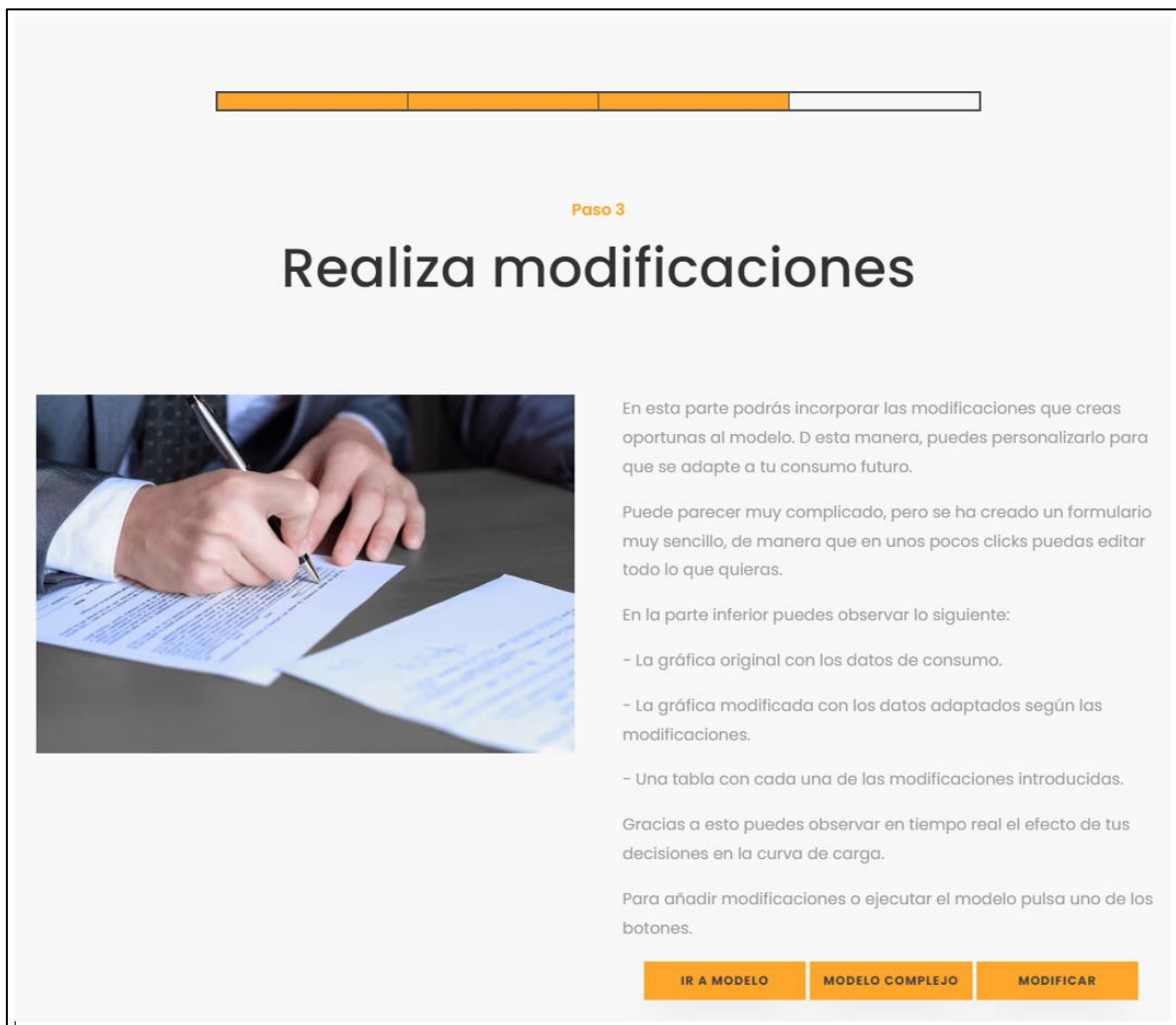 Paso 3
Realiza modificaciones
En esta parte podrás incorporar las modificaciones que creas
oportunas al modelo. D esta manera, puedes personalizarlo para
que se adapte a tu consumo futuro.
Puede parecer muy complicado, pero se ha creado un formulario
muy sencillo, de manera que en unos pocos clicks puedas editar
todo lo que quieras.
En la parte inferior puedes observar lo siguiente:
- La gráfica original con los datos de consumo.
- La gráfica modificada con los datos adaptados según las
modificaciones.
- Una tabla con cada una de las modificaciones introducidas.
Gracias a esto puedes observar en tiempo real el efecto de tus
decisiones en la curva de carga.
Para añadir modificaciones o ejecutar el modelo pulsa uno de los
botones.
IR A MODELO MODELO COMPLEJO MODIFICAR